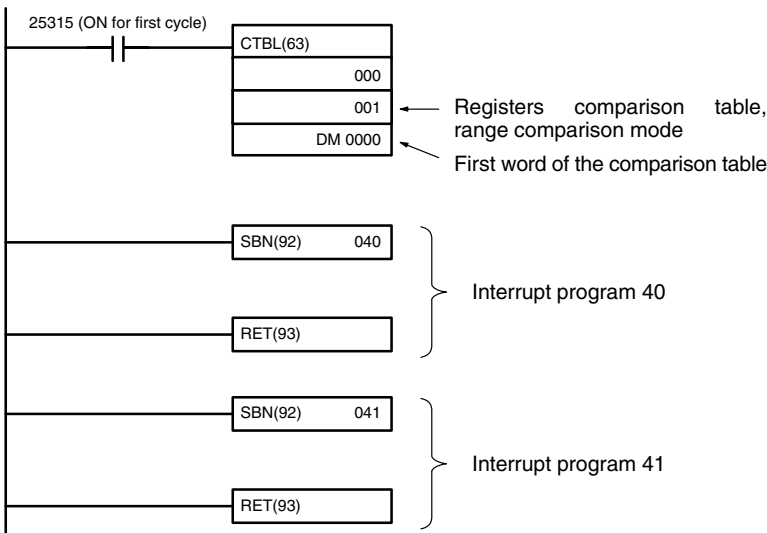 25315 (ON for first cycle)
CTBL(63)
000
001
Registers comparison table,
range comparison mode
DM 0000
First word of the comparison table
SBN(92) 040
Interrupt program 40
RET(93)
SBN(92) 041
Interrupt program 41
RET(93)